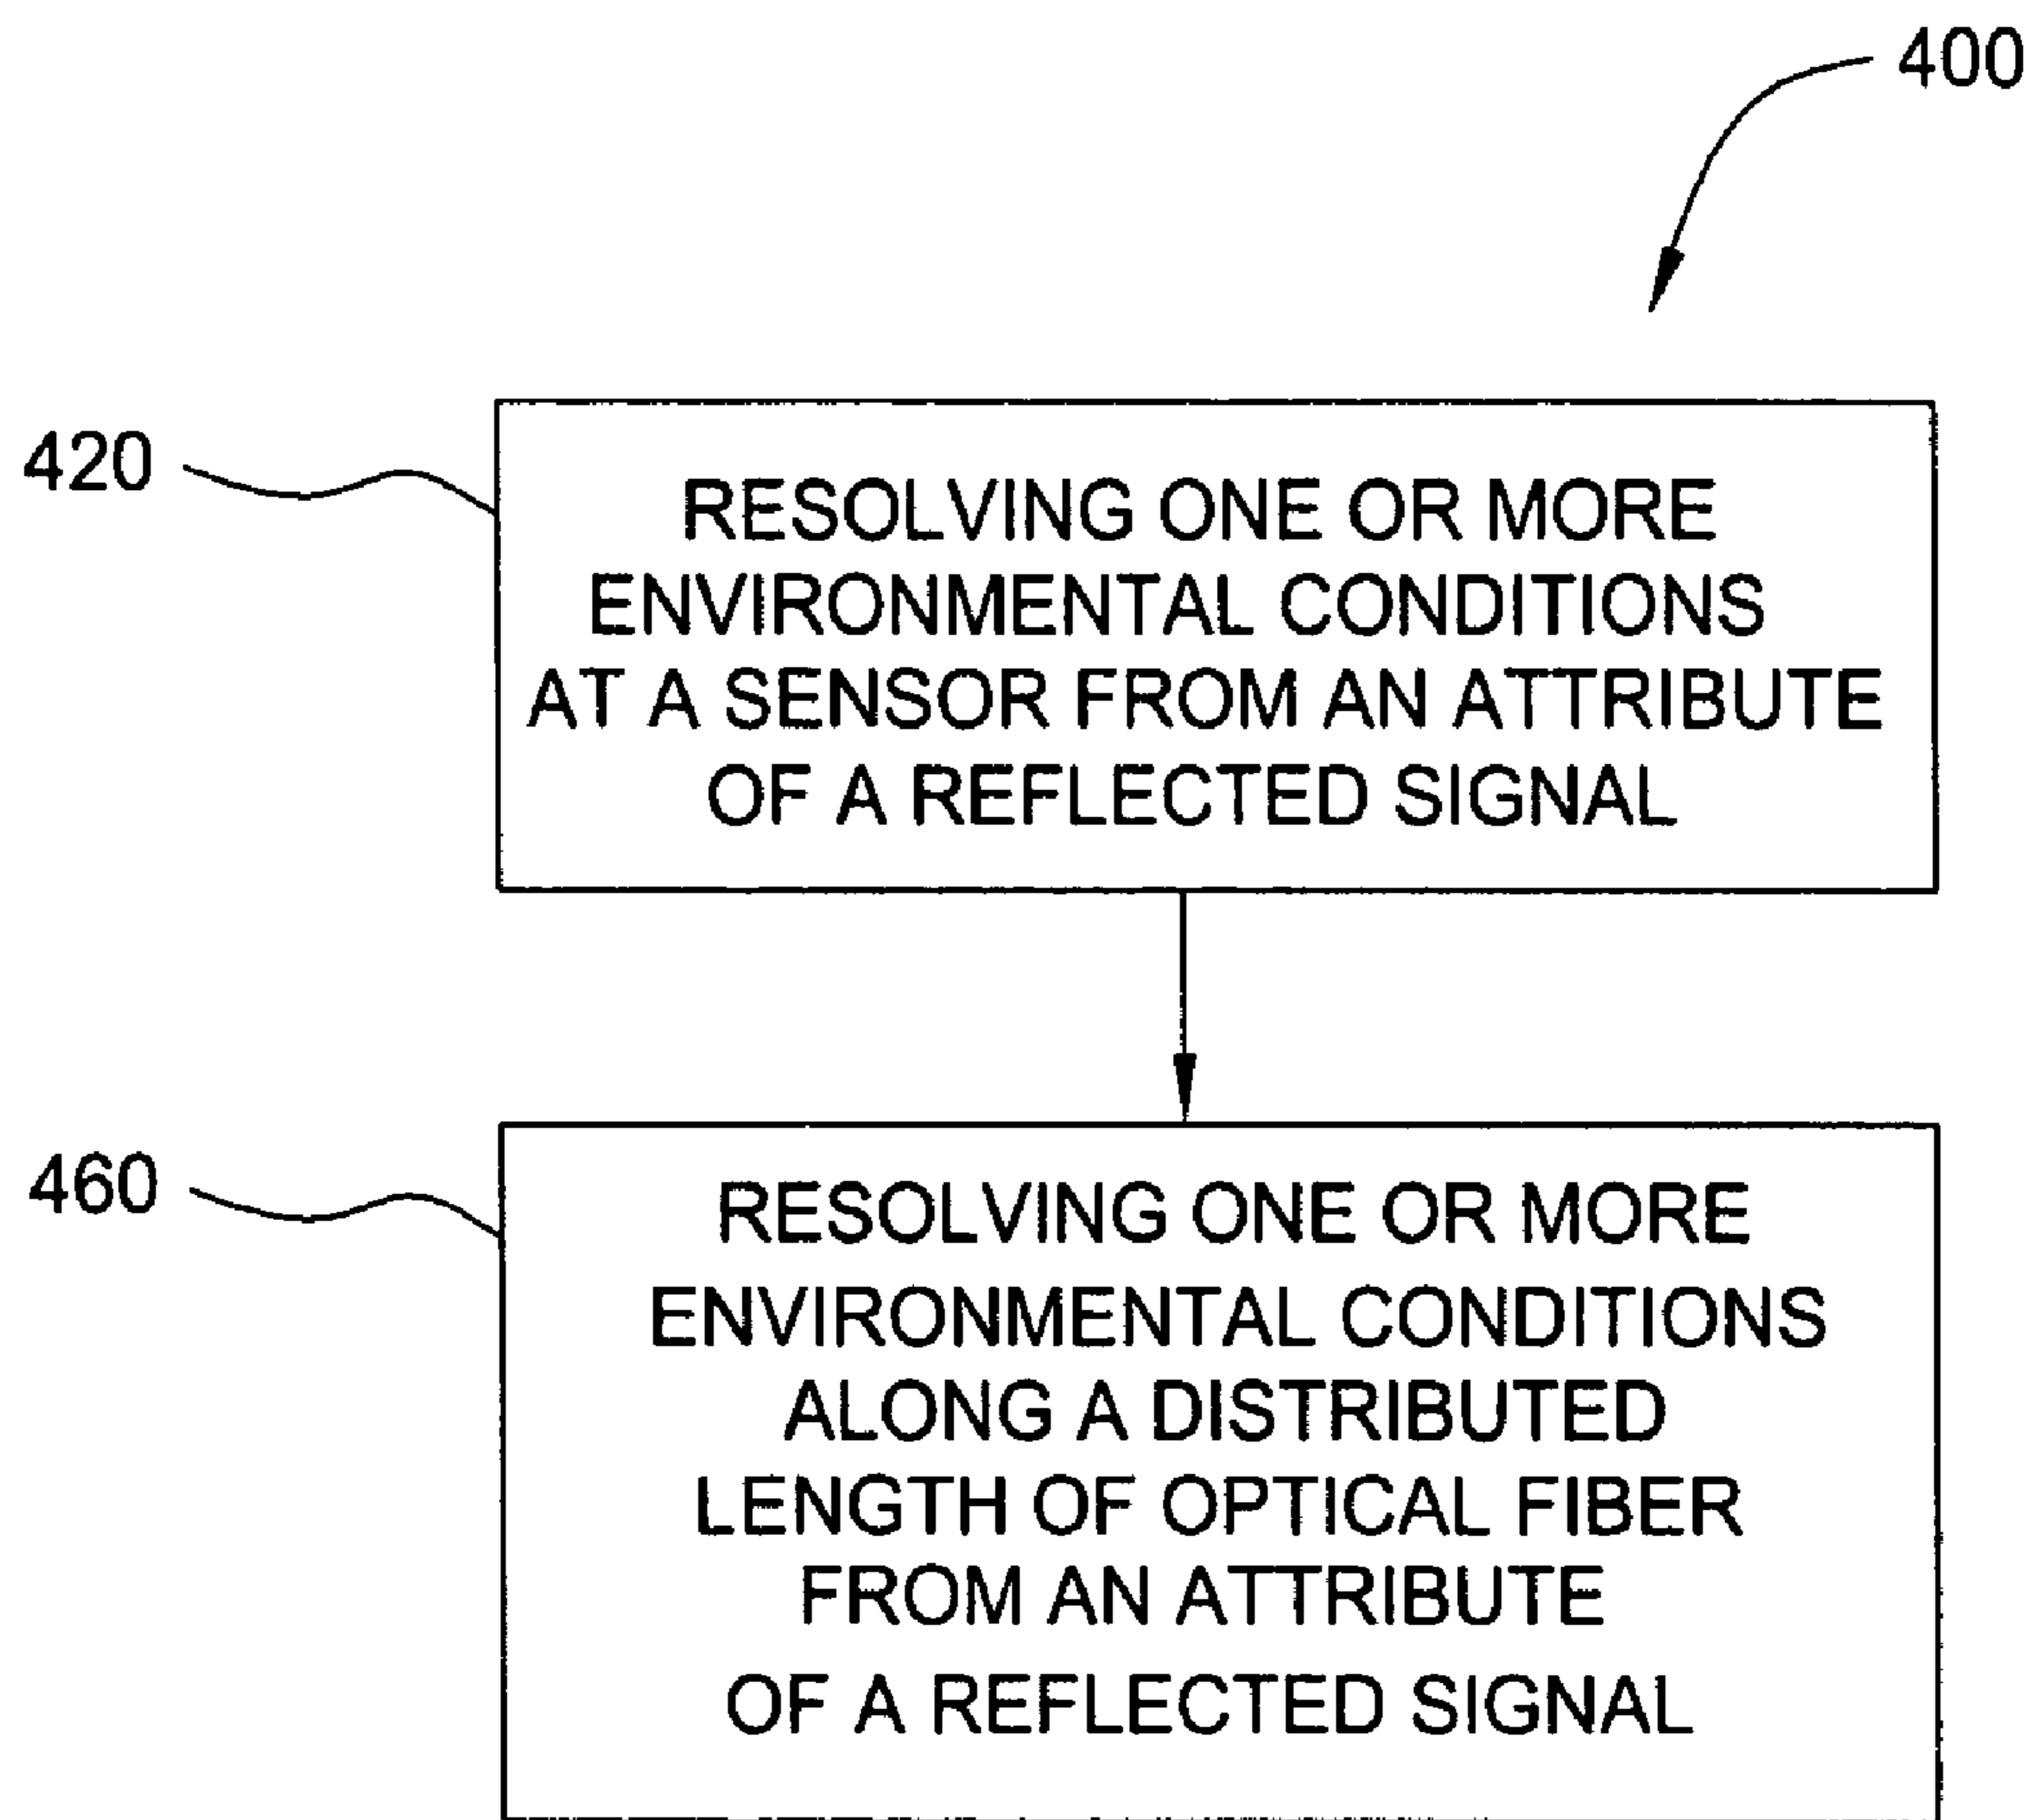 400
420
RESOLVING ONE OR MORE
ENVIRONMENTAL CONDITIONS
AT A SENSOR FROM AN ATTRIBUTE
OF A REFLECTED SIGNAL
460
RESOLVING ONE OR MORE
ENVIRONMENTAL CONDITIONS
ALONG A DISTRIBUTED
LENGTH OF OPTICAL FIBER
FROM AN ATTRIBUTE
OF A REFLECTED SIGNAL